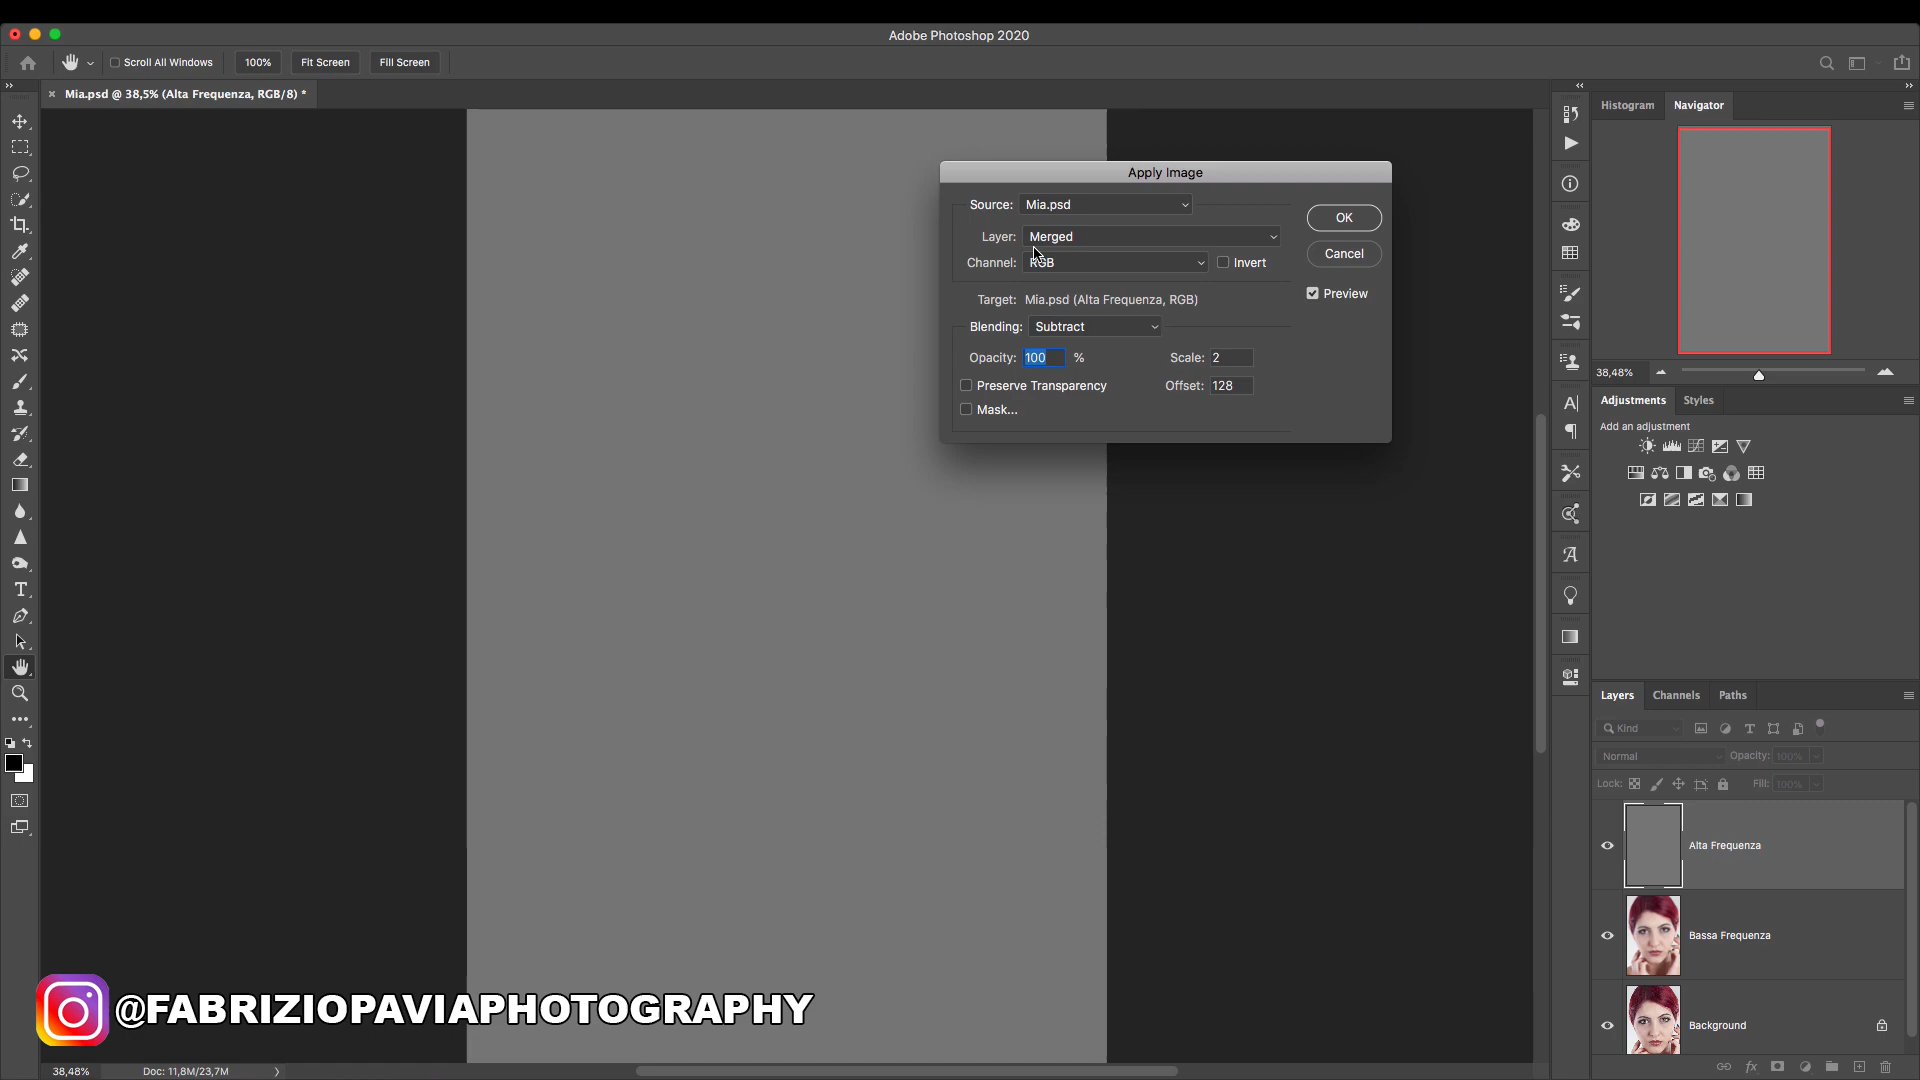 Adobe Photoshop 2020
Scroll All Windows 100% Fit Screen Fill Screen
Mia.psd @ 38,5% (Alta Frequenza, RGB/8) *
Histogram Navigator
Apply Image
Source: Mia.psd
Layer: Merged
Channel: RGB Invert
OK
Cancel
Preview
Target: Mia.psd (Alta Frequenza, RGB)
Blending: Subtract
Opacity: 100 % Scale: 2
Preserve Transparency Offset: 128
Mask...
38,48%
Adjustments Styles
Add an adjustment
Layers Channels Paths
Kind
Normal Opacity: 100%
Lock: Fill: 100%
Alta Frequenza
Bassa Frequenza
Background
@FABRIZIOPAVIAPHOTOGRAPHY
38,48% Doc: 11,8M/23,7M